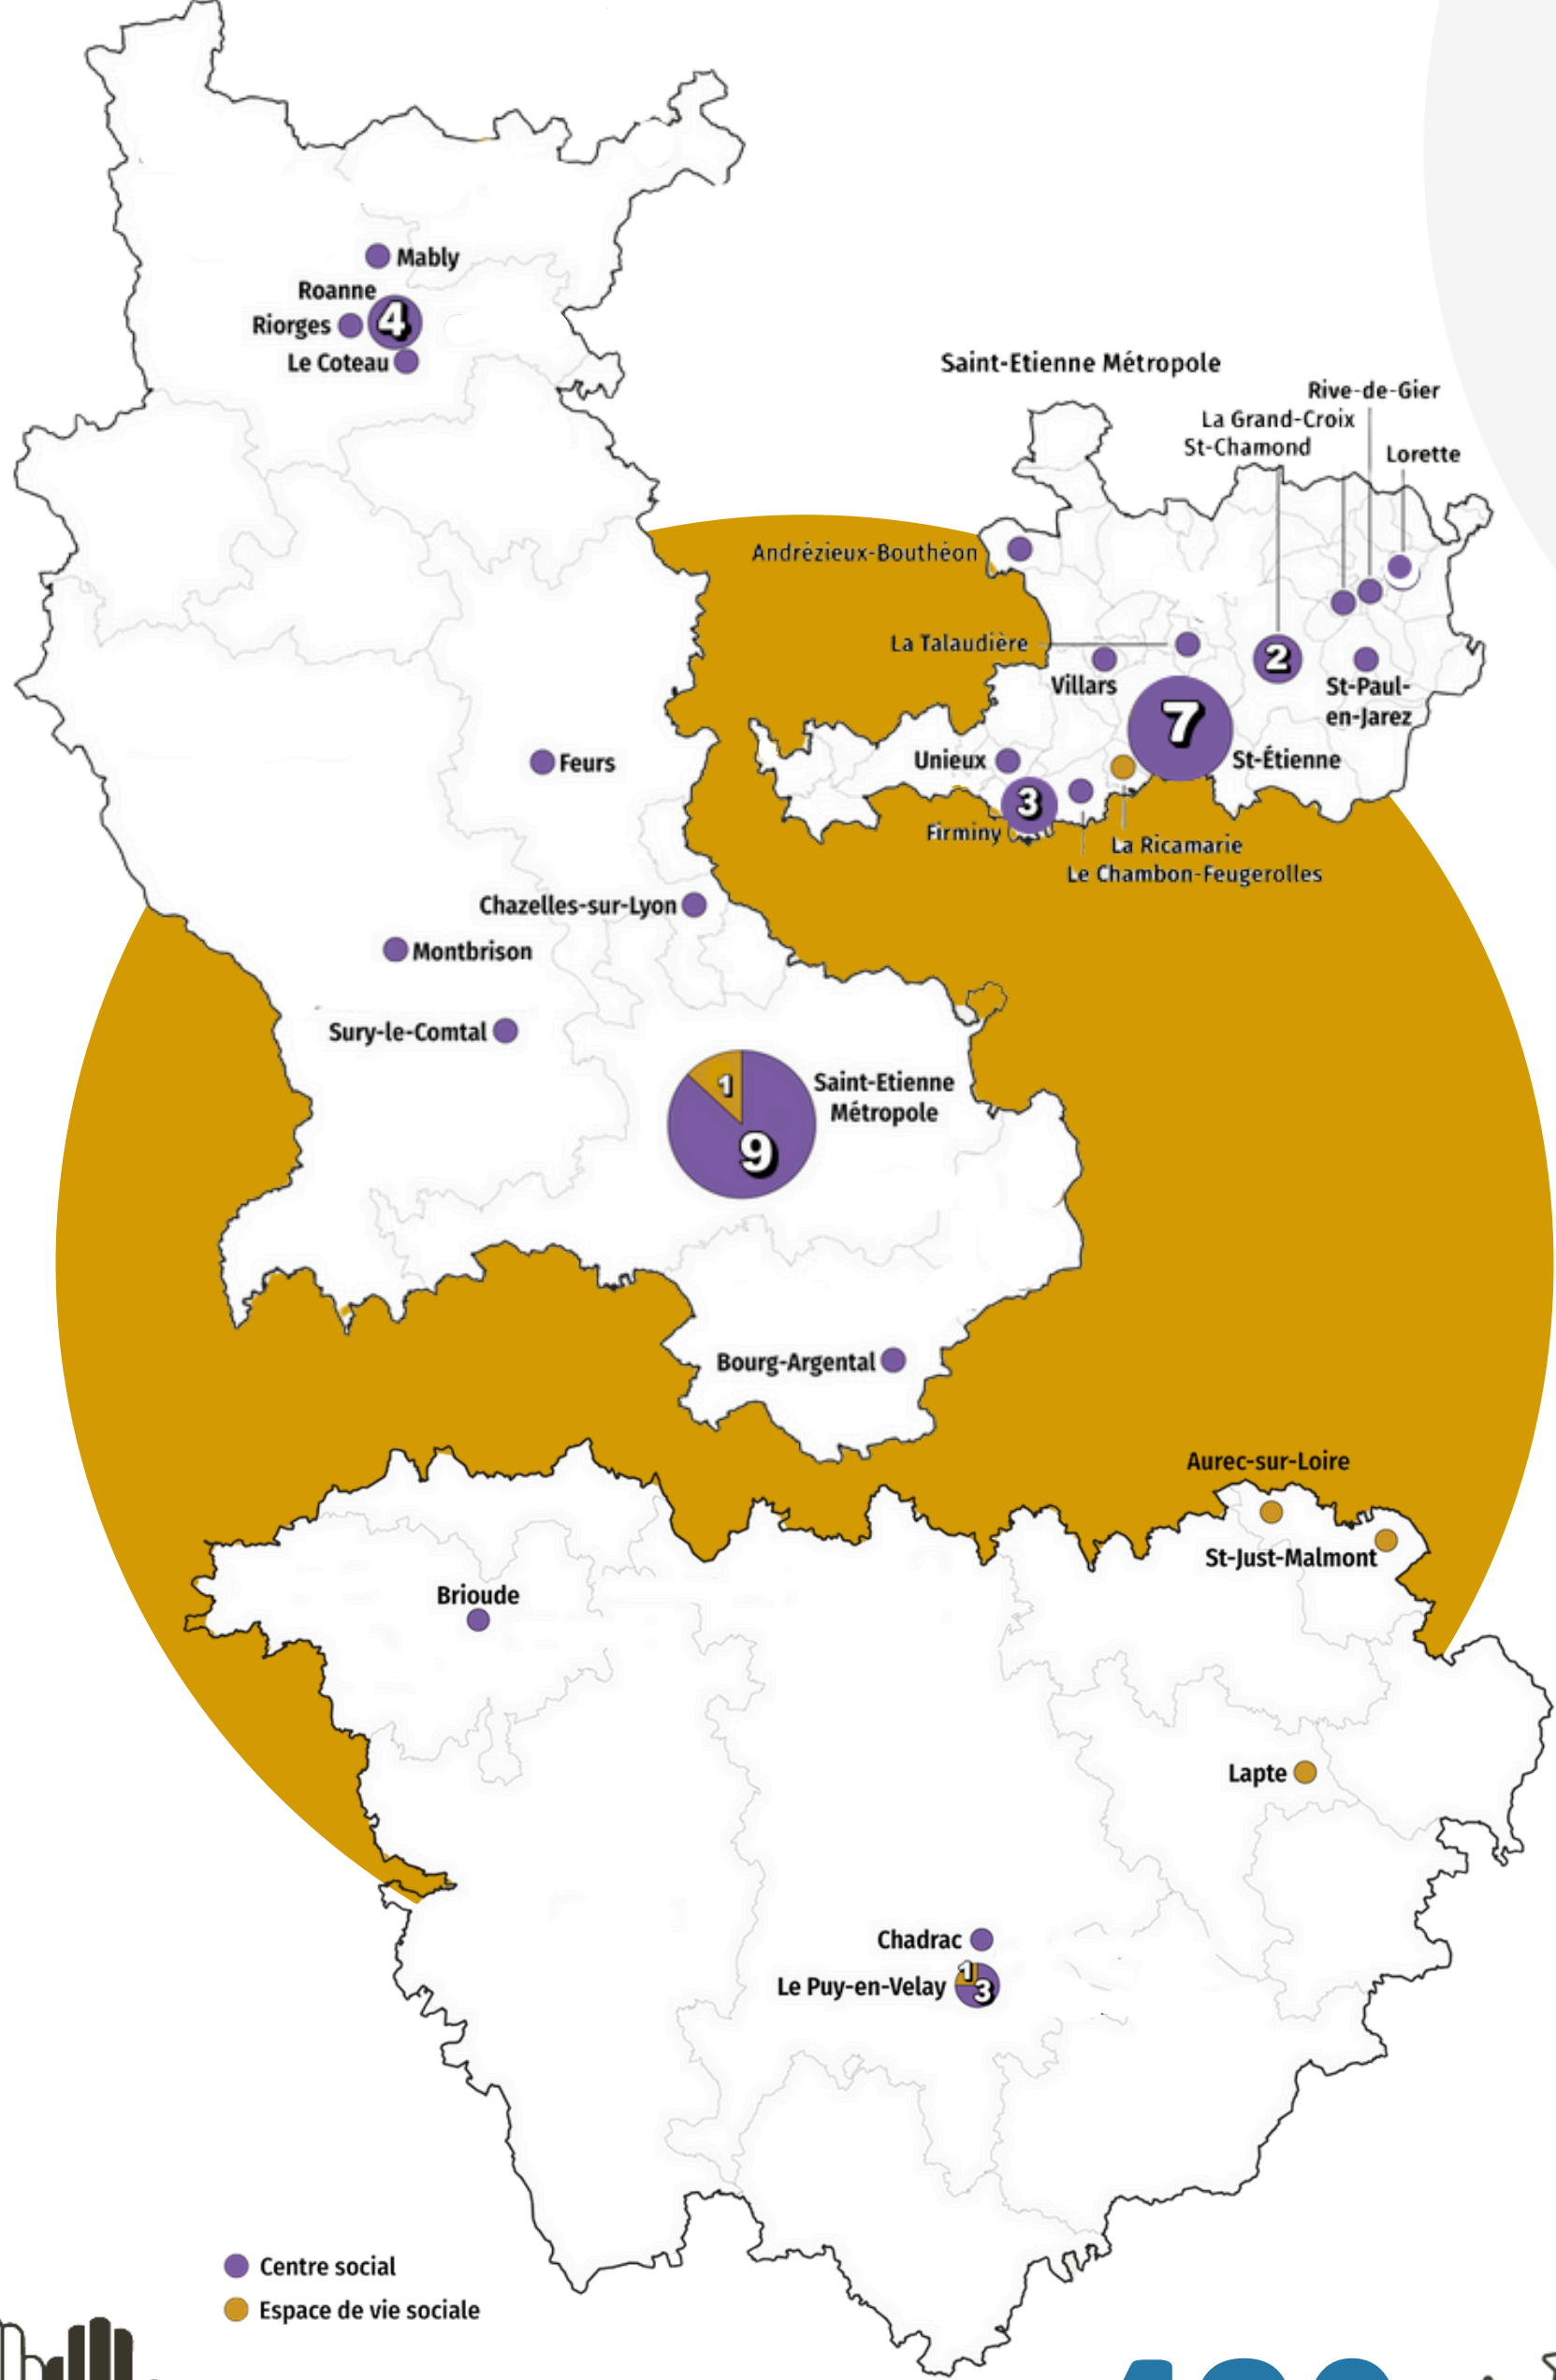 Mably
Roanne
4
Riorges
Le Coteau
Saint-Etienne Métropole
Rive-de-Gier
La Grand-Croix
St-Chamond
Lorette
Andrézieux-Bouthéon
La Talaudière
Villars
2
St-Paul-
en-Jarez
7
St-Étienne
Unieux
3
Firminy
La Ricamarie
Le Chambon-Feugerolles
Feurs
Chazelles-sur-Lyon
Montbrison
Sury-le-Comtal
1
9
Saint-Etienne
Métropole
Bourg-Argental
Aurec-sur-Loire
St-Just-Malmont
Brioude
Lapte
Chadrac
Le Puy-en-Velay
1
3
Centre social
Espace de vie sociale